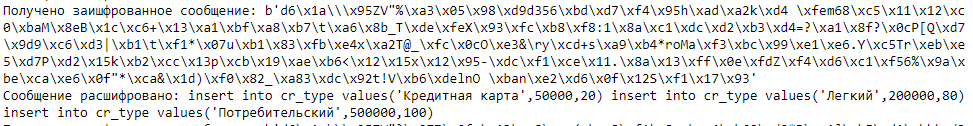 Получено заишфрованное сообщение: b'd6\x1a\\\x95ZV"%\xa3\x05\x98\xd9d356\xbd\xd7\xf4\x95h\xad\xa2k\xd4 \xfem68\xc5\x11\x12\xc
0\xbaM\x8eB\x1c\xc6+\x13\xa1\xbf\xa8\xb7\t\xa6\x8b_T\xde\xfeX\x93\xfc\xb8\xf8:1\x8a\xc1\xdc\xd2\xb3\xd4=?\xa1\x8f?\x0cP[Q\xd7
\x9d9\xc6\xd3|\xb1\t\xf1*\x07u\xb1\x83\xfb\xe4x\xa2T@_\xfc\x0cO\xe3&\ry\xcd+s\xa9\xb4*roMa\xf3\xbc\x99\xe1\xe6.Y\xc5Tr\xeb\xe
5\xd7P\xd2\x15k\xb2\xcc\x13p\xcb\x19\xae\xb6<\x12\x15x\x12\x95-\xdc\xf1\xce\x11.\x8a\x13\xff\x0e\xfdZ\xf4\xd6\xc1\xf56%\x9a\x
be\xca\xe6\x0f"*\xca&\x1d)\xf0\x82_\xa83\xdc\x92t!V\xb6\xdelnO \xban\xe2\xd6\x0f\x12S\xf1\x17\x93'
Сообщение расшифровано: insert into cr_type values('Кредитная карта',50000,20) insert into cr_type values('Легкий',200000,80)
insert into cr_type values('Потребительский',500000,100)